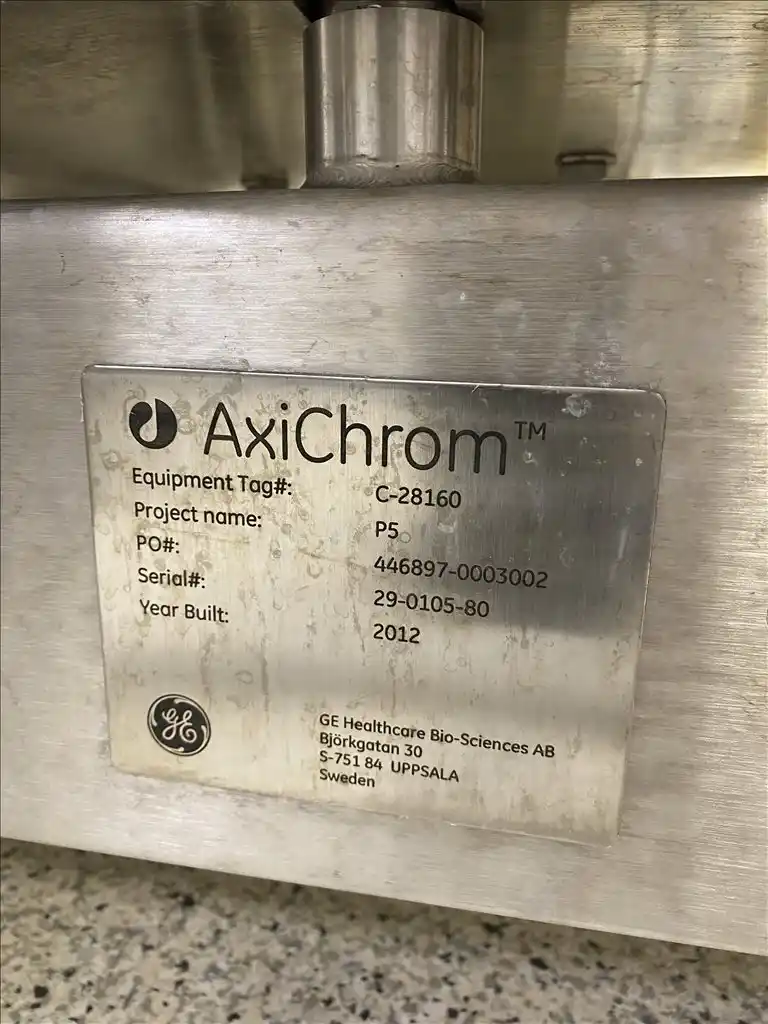 AxiChrom™
Equipment Tag#: C-28160
Project name: P5
PO#: 446897-0003002
Serial#: 29-0105-80
Year Built: 2012
GE
GE Healthcare Bio-Sciences AB
Björkgatan 30
S-751 84 UPPSALA
Sweden